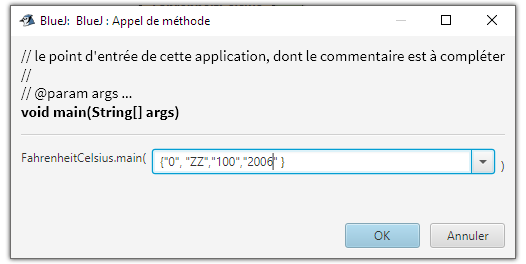 BlueJ:  BlueJ : Appel de méthode
// le point d'entrée de cette application, dont le commentaire est à compléter
//
// @param args ...
void main(String[] args)
FahrenheitCelsius.main( {"0", "ZZ","100","2006" } )
OK Annuler